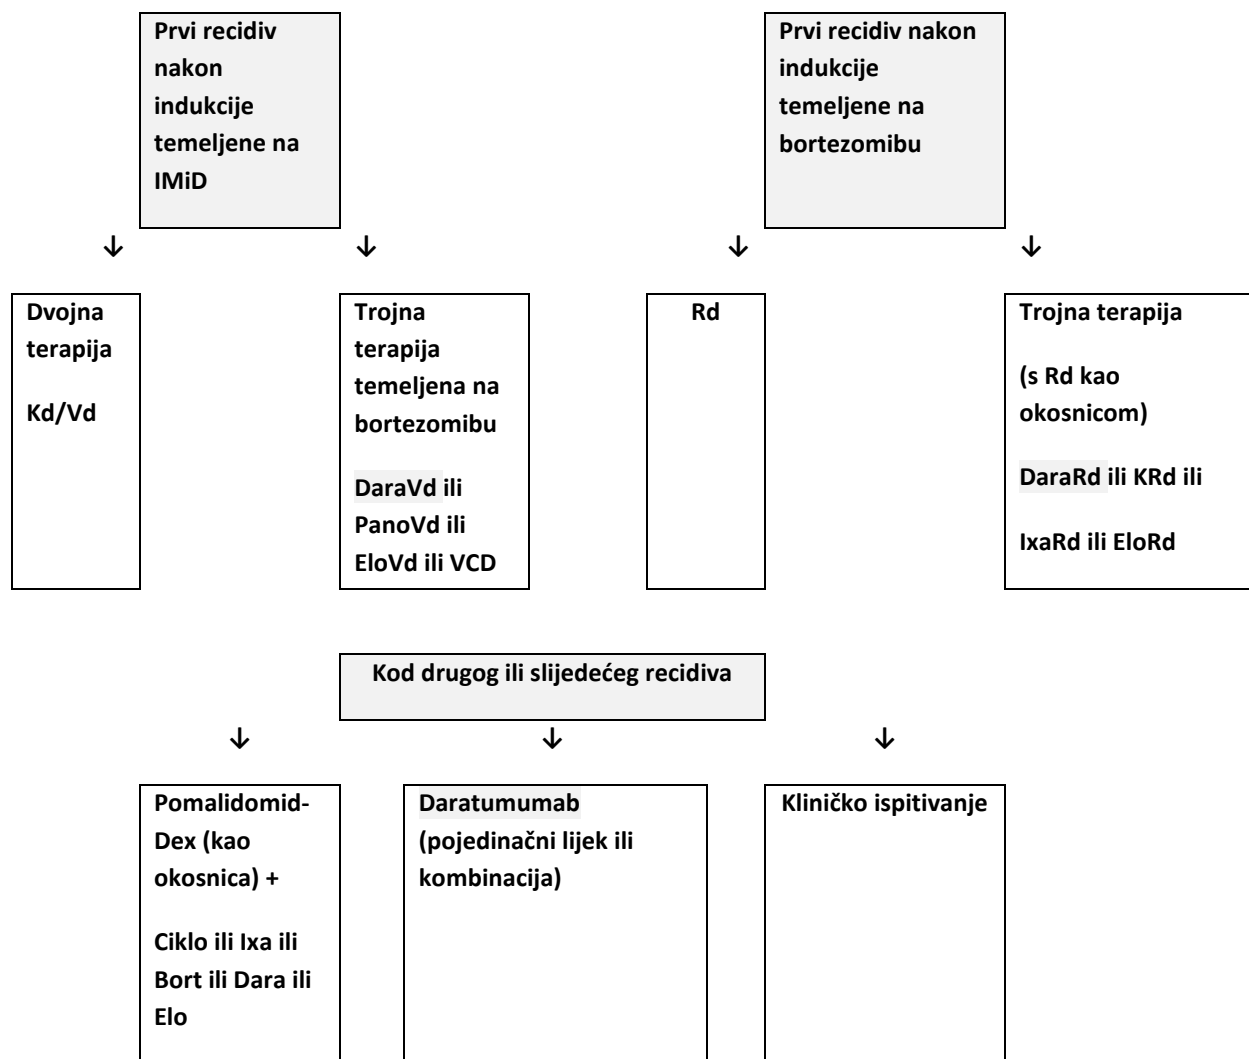 Prvi recidiv
nakon
indukcije
temeljene na
IMiD
Prvi recidiv nakon
indukcije
temeljene na
bortezomibu
↓
↓
↓
↓
Dvojna
terapija
Kd/Vd
Trojna
terapija
temeljena na
bortezomibu
DaraVd ili
PanoVd ili
EloVd ili VCD
Rd
Trojna terapija
(s Rd kao
okosnicom)
DaraRd ili KRd ili
IxaRd ili EloRd
Kod drugog ili slijedećeg recidiva
↓
↓
↓
Pomalidomid-
Dex (kao
okosnica) +
Ciklo ili Ixa ili
Bort ili Dara ili
Elo
Daratumumab
(pojedinačni lijek ili
kombinacija)
Kliničko ispitivanje